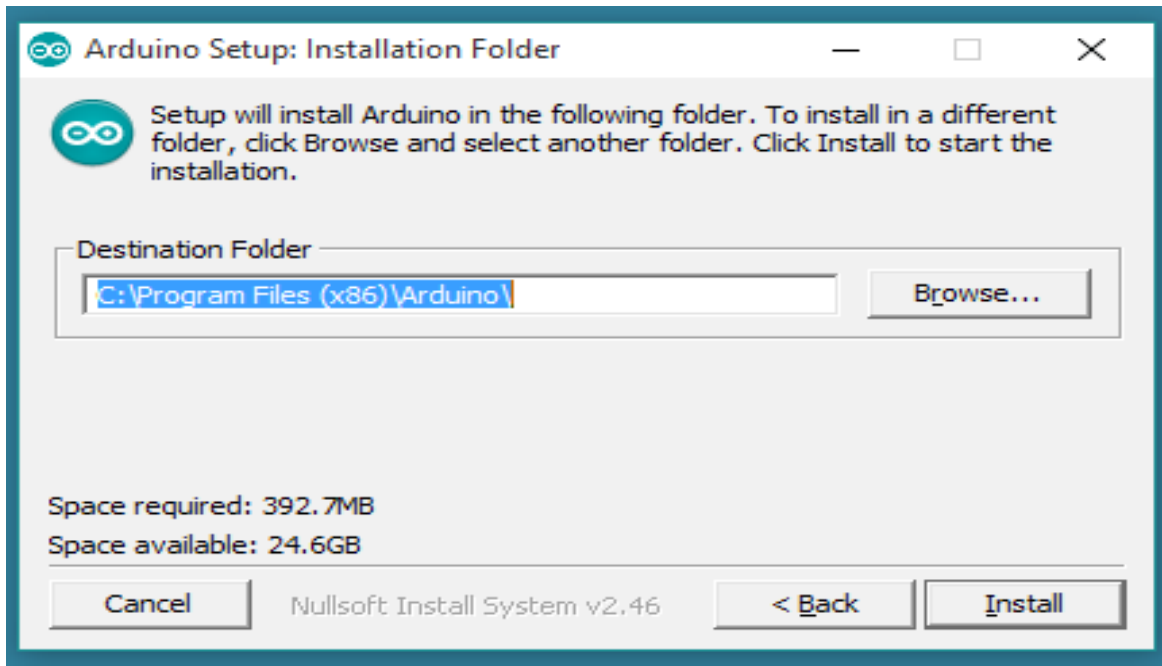 Arduino Setup: Installation Folder
Setup will install Arduino in the following folder. To install in a different
folder, click Browse and select another folder. Click Install to start the
installation.
Destination Folder
C:\Program Files (x86)\Arduino\
Browse...
Space required: 392.7MB
Space available: 24.6GB
Cancel
Nullsoft Install System v2.46
< Back
Install